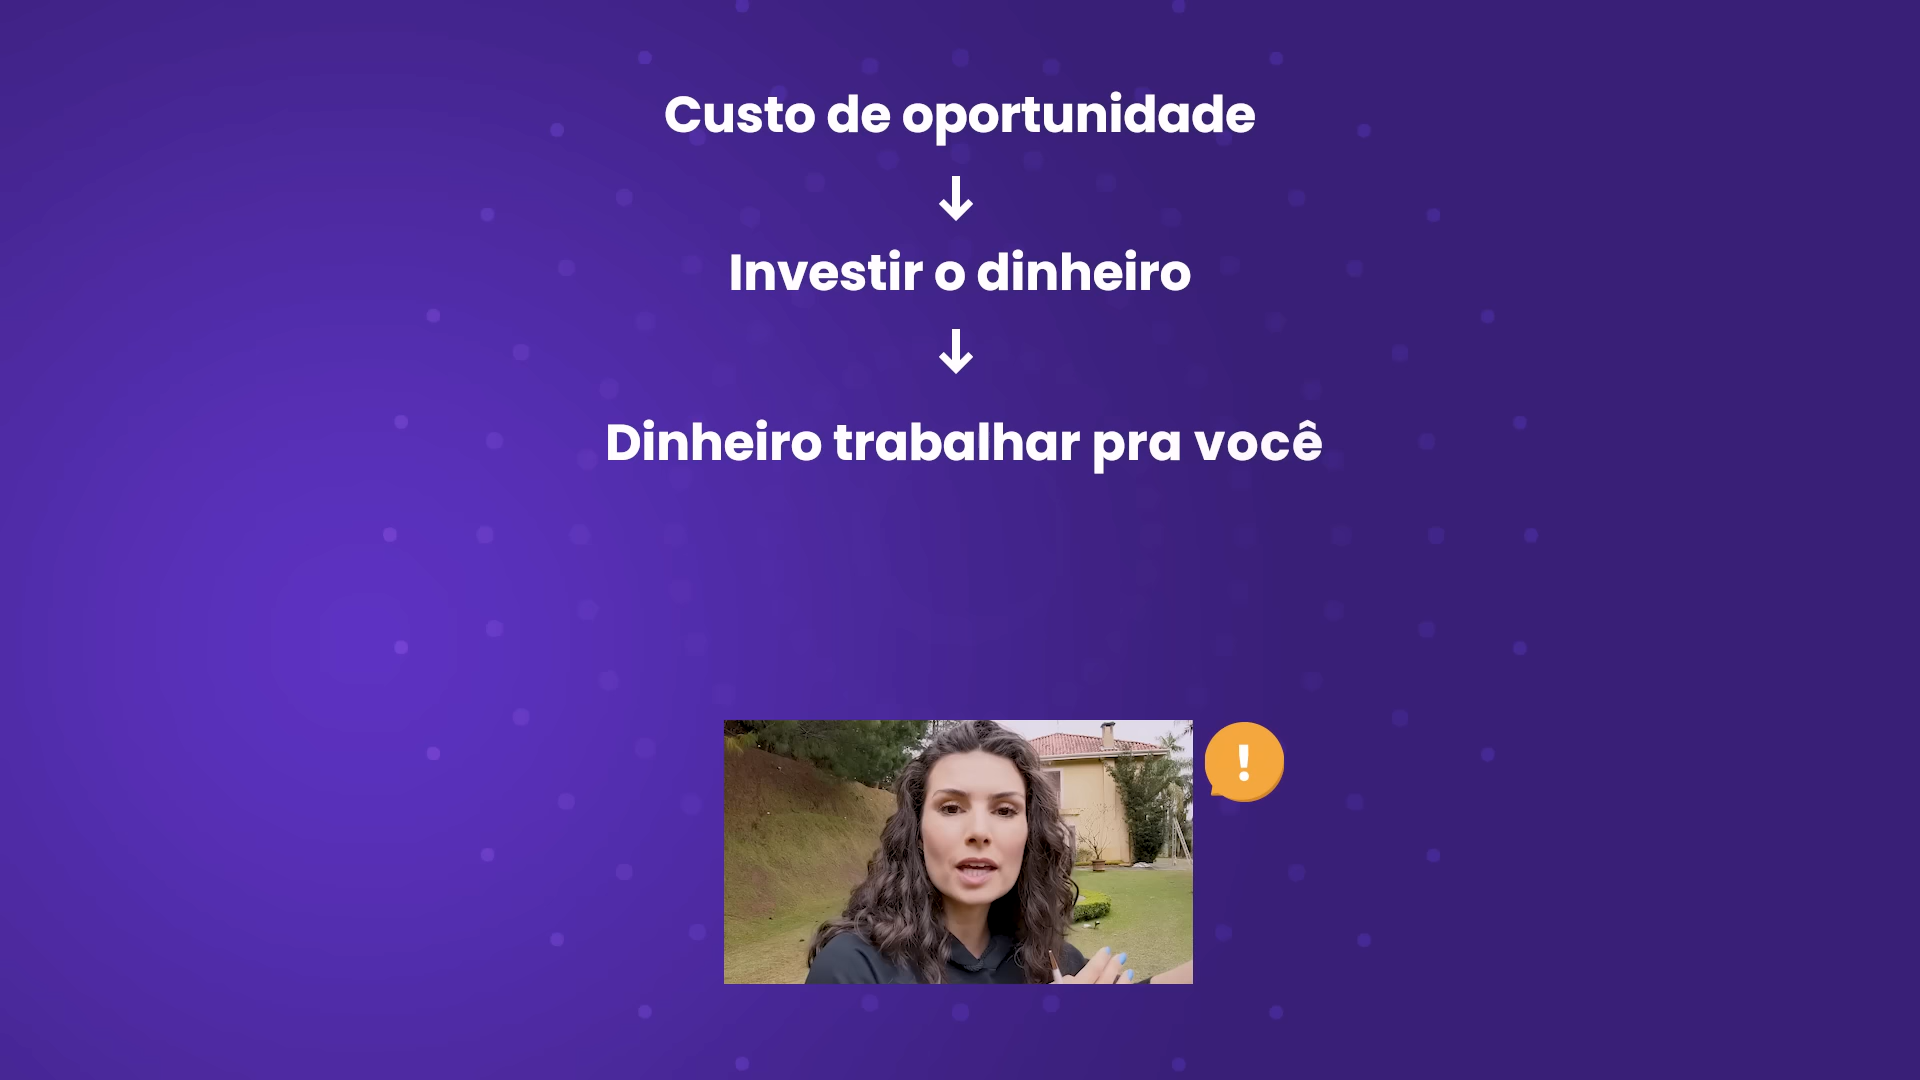 Custo de oportunidade
↓
Investir o dinheiro
↓
Dinheiro trabalhar pra você
!